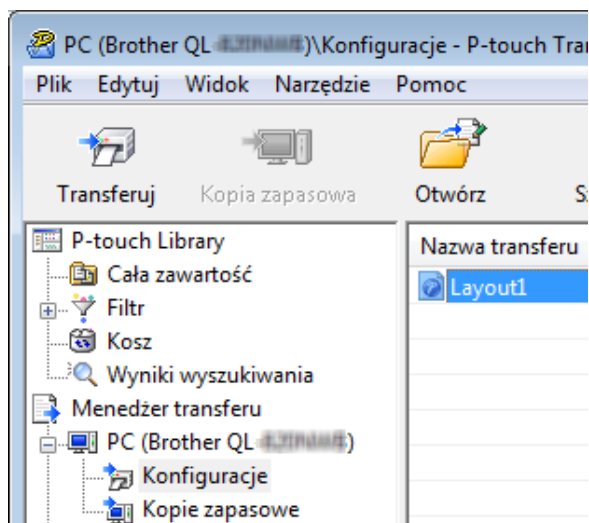 PC (Brother QL-)\Konfiguracje - P-touch
Plik Edytuj Widok Narzędzie Pomoc
Transferuj Kopia zapasowa Otwórz
P-touch Library
Nazwa transferu
Cała zawartość
Layout1
Filtr
Kosz
Wyniki wyszukiwania
Menedżer transferu
PC (Brother QL-)
Konfiguracje
Kopie zapasowe